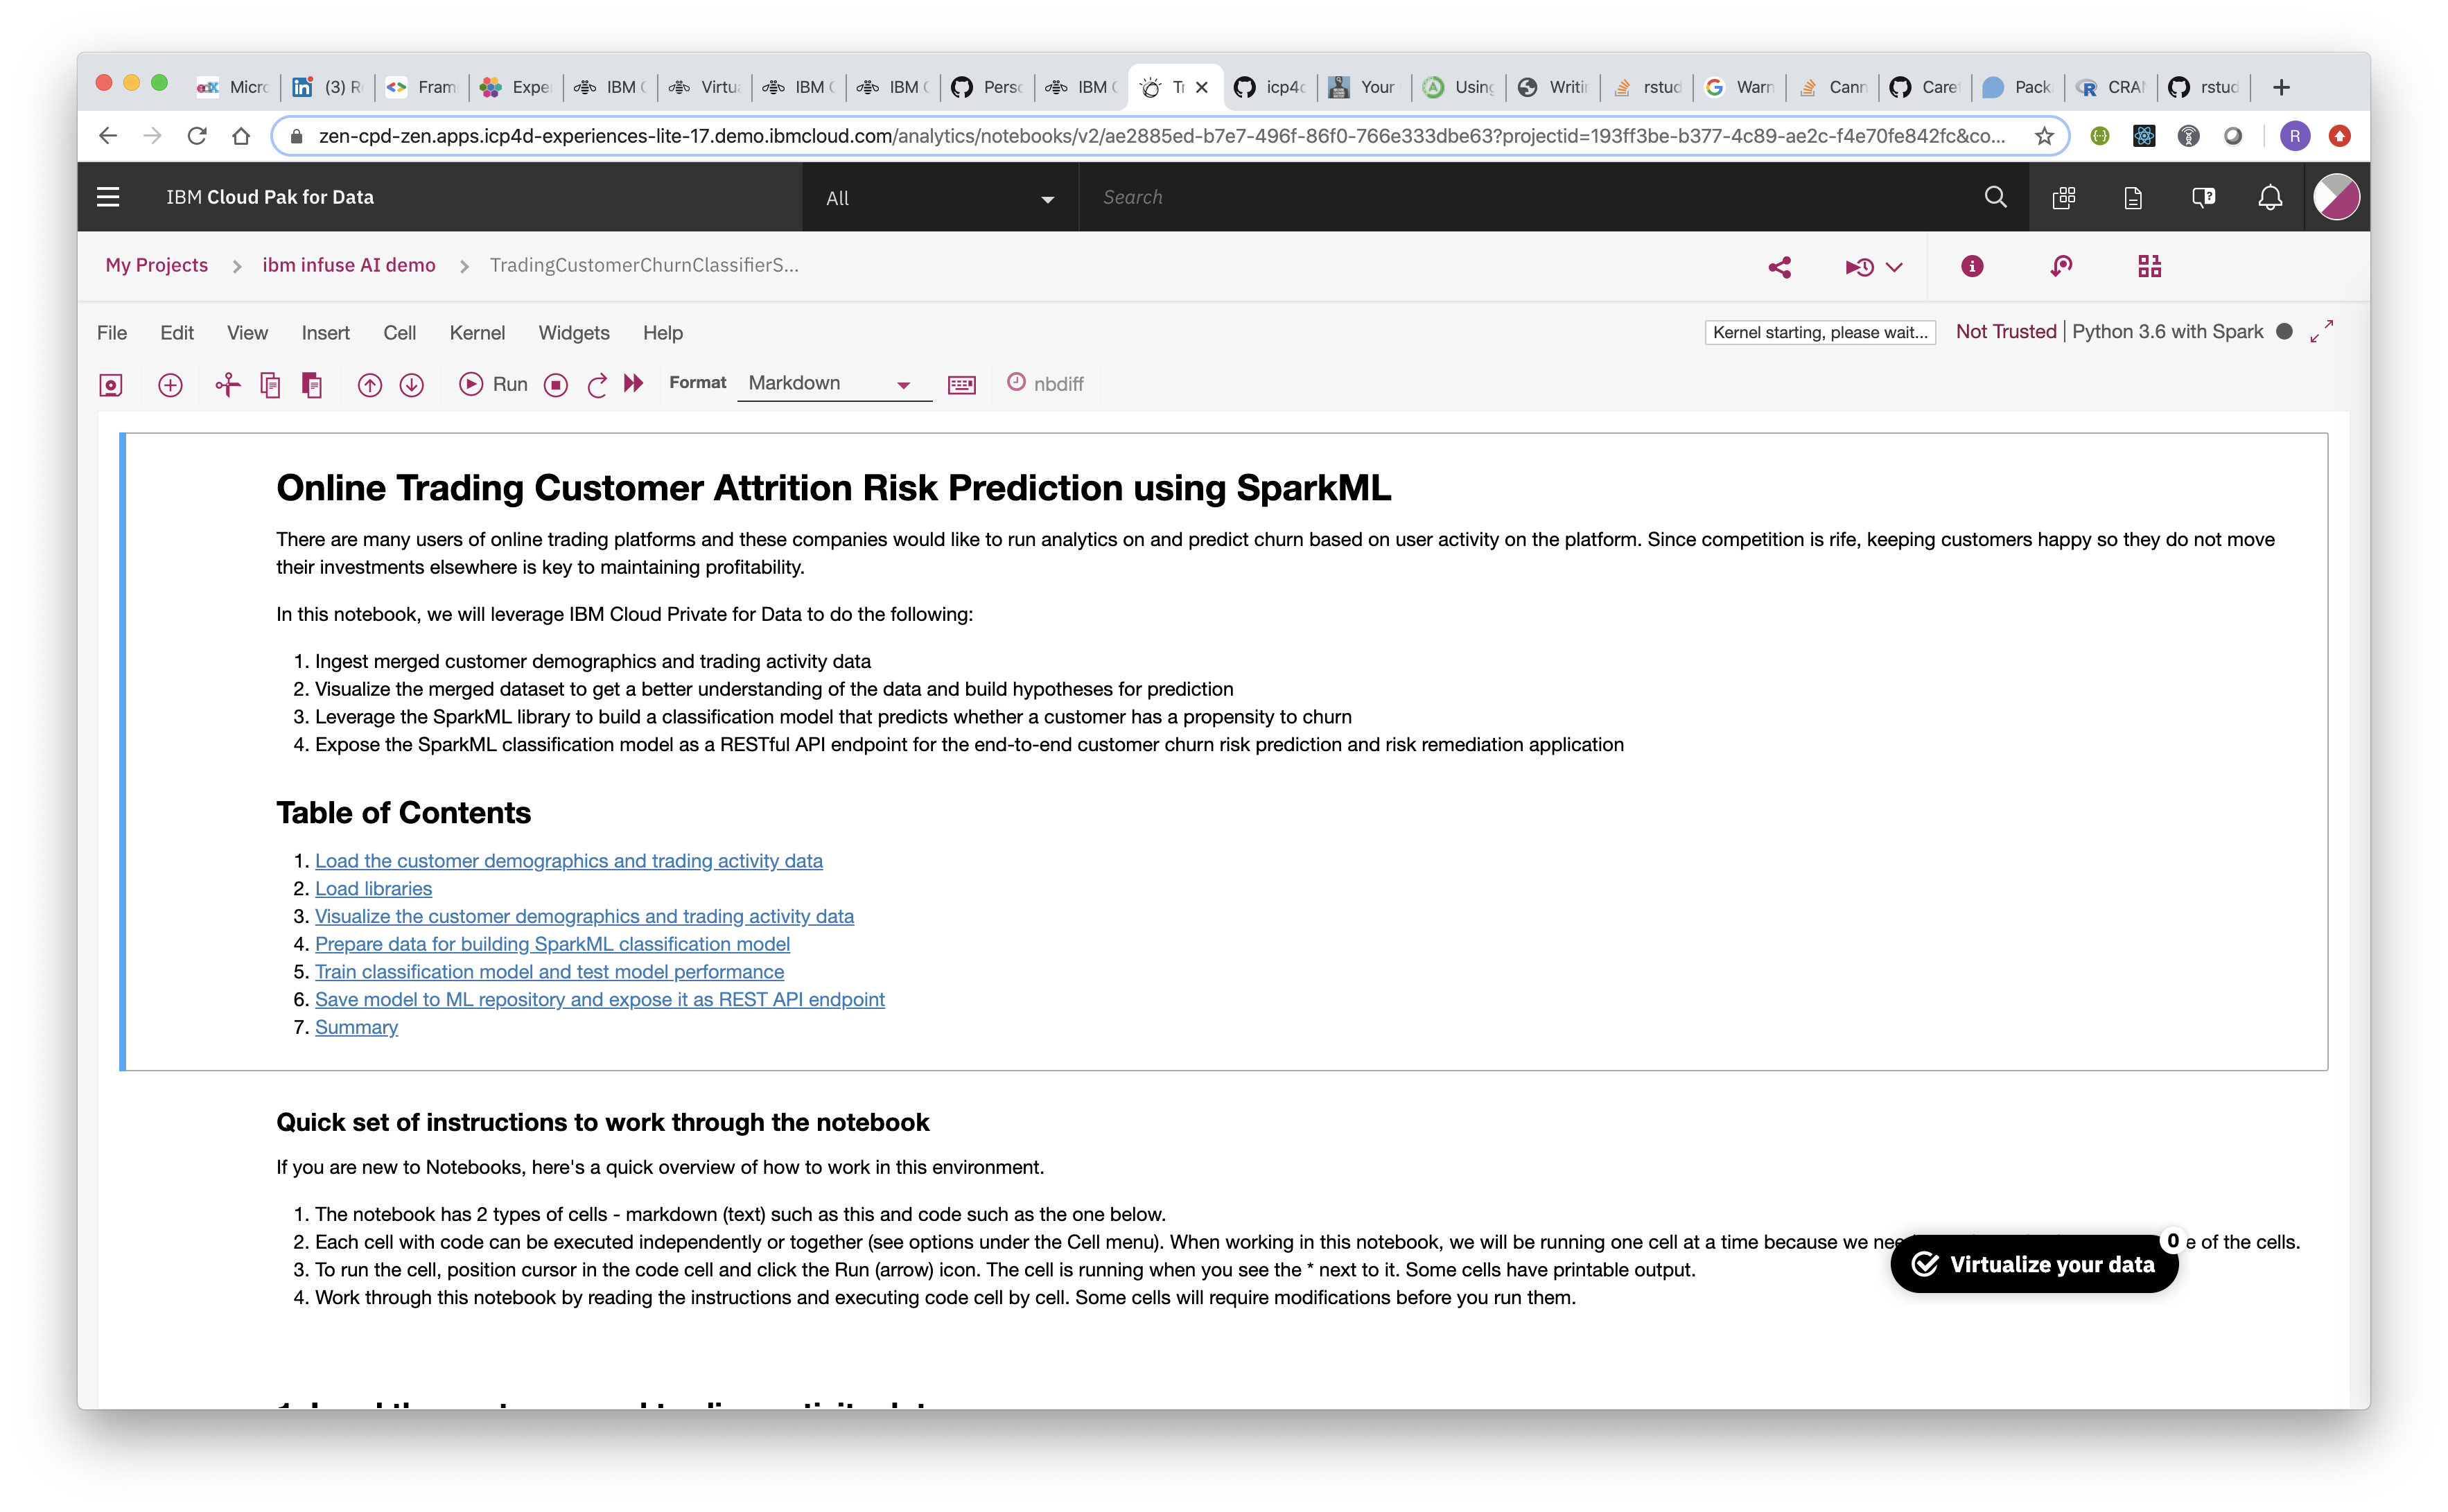 Micro
(3) R
Fram
Expe
IBM C
Virtua
IBM C
IBM C
Perso
IBM C
Tr
icp4d
Your
Using
Writin
rstud
Warn
Cann
Care
Pack
CRAN
rstud
zen-cpd-zen.apps.icp4d-experiences-lite-17.demo.ibmcloud.com/analytics/notebooks/v2/ae2885ed-b7e7-496f-86f0-766e333dbe63?projectid=193ff3be-b377-4c89-ae2c-f4e70fe842fc&co...
R
IBM Cloud Pak for Data
All
Search
My Projects > ibm infuse AI demo > TradingCustomerChurnClassifierS...
File Edit View Insert Cell Kernel Widgets Help
Kernel starting, please wait...
Not Trusted | Python 3.6 with Spark
Run
Format
Markdown
nbdiff
Online Trading Customer Attrition Risk Prediction using SparkML
There are many users of online trading platforms and these companies would like to run analytics on and predict churn based on user activity on the platform. Since competition is rife, keeping customers happy so they do not move
their investments elsewhere is key to maintaining profitability.
In this notebook, we will leverage IBM Cloud Private for Data to do the following:
1. Ingest merged customer demographics and trading activity data
2. Visualize the merged dataset to get a better understanding of the data and build hypotheses for prediction
3. Leverage the SparkML library to build a classification model that predicts whether a customer has a propensity to churn
4. Expose the SparkML classification model as a RESTful API endpoint for the end-to-end customer churn risk prediction and risk remediation application
Table of Contents
1. Load the customer demographics and trading activity data
2. Load libraries
3. Visualize the customer demographics and trading activity data
4. Prepare data for building SparkML classification model
5. Train classification model and test model performance
6. Save model to ML repository and expose it as REST API endpoint
7. Summary
Quick set of instructions to work through the notebook
If you are new to Notebooks, here's a quick overview of how to work in this environment.
1. The notebook has 2 types of cells - markdown (text) such as this and code such as the one below.
2. Each cell with code can be executed independently or together (see options under the Cell menu). When working in this notebook, we will be running one cell at a time because we nee e of the cells.
0
Virtualize your data
3. To run the cell, position cursor in the code cell and click the Run (arrow) icon. The cell is running when you see the * next to it. Some cells have printable output.
4. Work through this notebook by reading the instructions and executing code cell by cell. Some cells will require modifications before you run them.